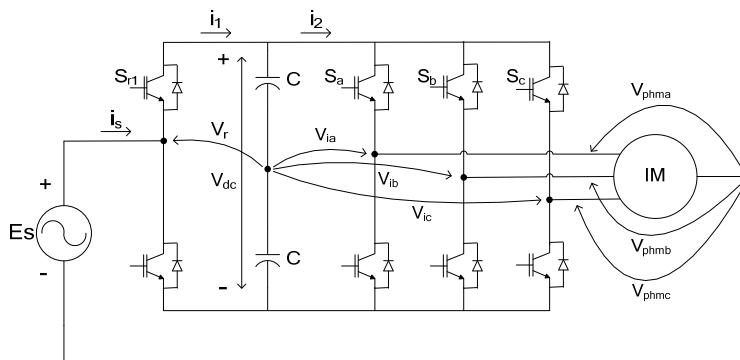 i1 i2
+ C Sr1 Sa Sb Sc
Vphma
is Vr Via
+ Vdc Vib IM
Vic
Es C Vphmb
- - Vphmc